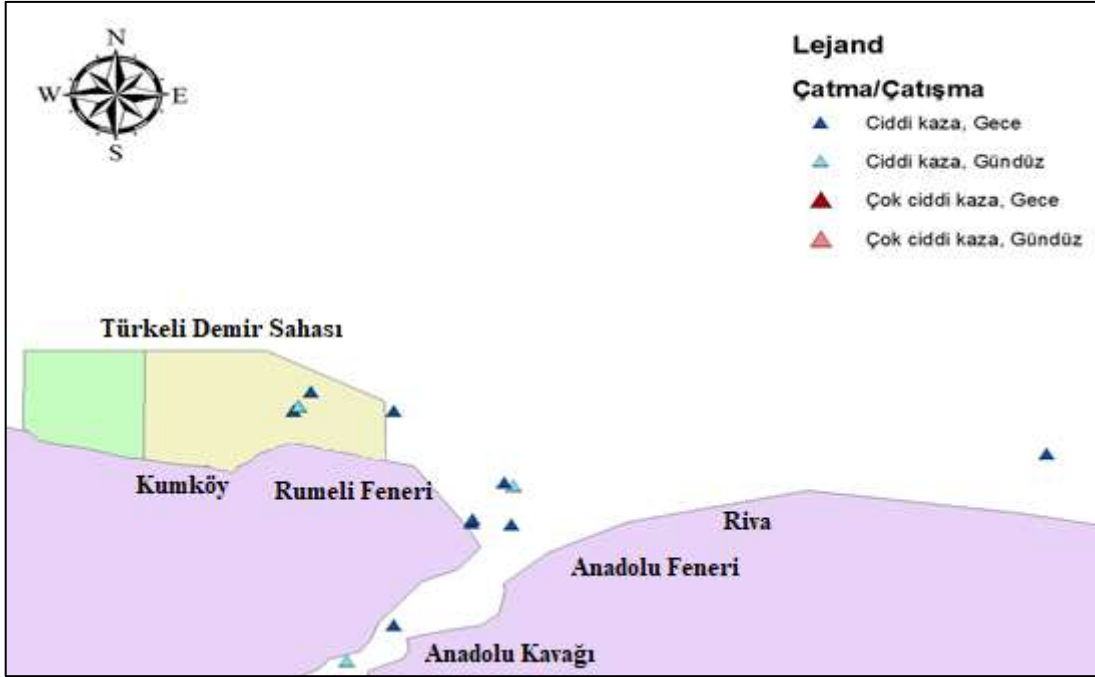 N
W E
S
Lejand
Çatma/Çatışma
Ciddi kaza, Gece
Ciddi kaza, Gündüz
Çok ciddi kaza, Gece
Çok ciddi kaza, Gündüz
Türkeli Demir Sahası
Kumköy
Rumeli Feneri
Riva
Anadolu Feneri
Anadolu Kavağı